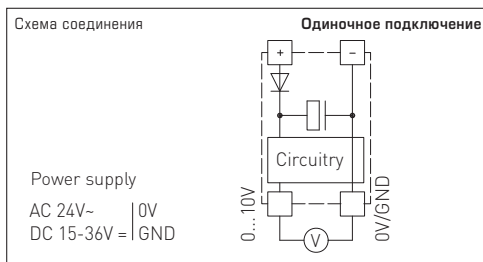 Схема соединения
Одиночное подключение
+ −
Circuitry
Power supply
AC 24V~ | 0V
DC 15-36V = | GND
0...10V
0V/GND
V